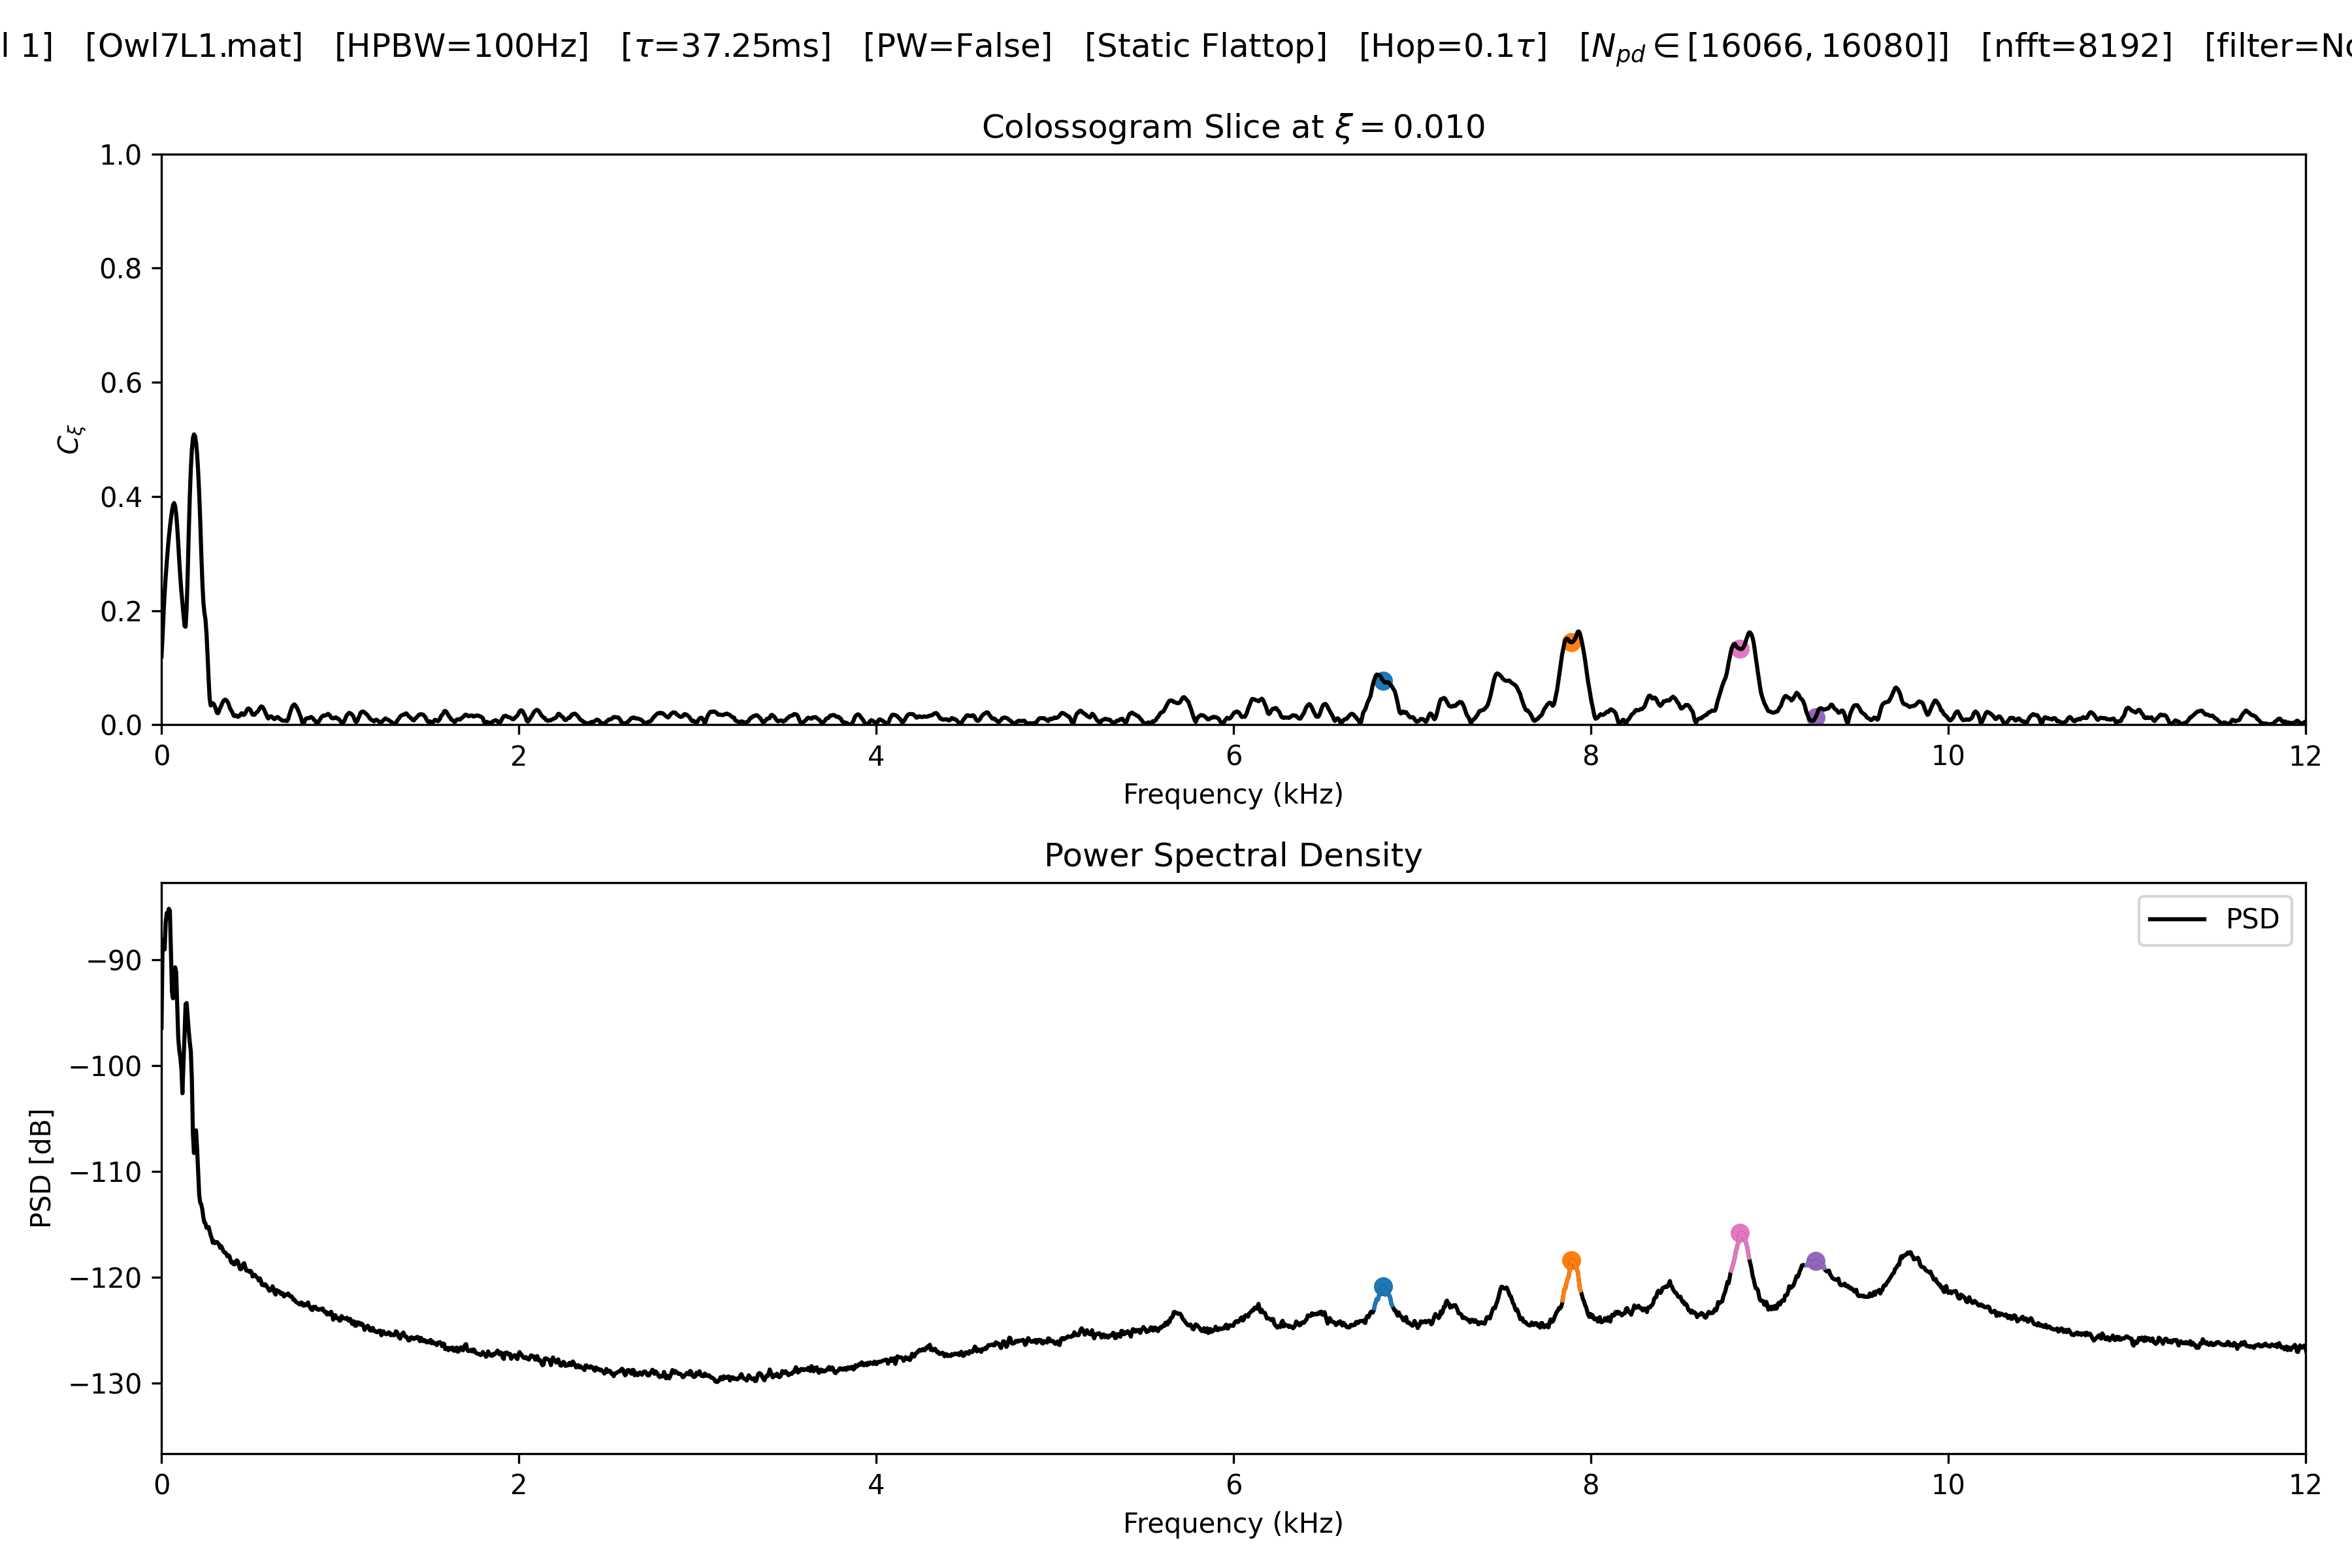 l 1] [Owl7L1.mat] [HPBW=100Hz] [τ=37.25ms] [PW=False] [Static Flattop] [Hop=0.1τ] [N_pd ∈ [16066, 16080]] [nfft=8192] [filter=No
Colossogram Slice at ξ = 0.010
1.0
0.8
0.6
0.4
0.2
0.0
C_ξ
0 2 4 6 8 10 12
Frequency (kHz)
Power Spectral Density
PSD
−90
−100
−110
−120
−130
PSD [dB]
0 2 4 6 8 10 12
Frequency (kHz)